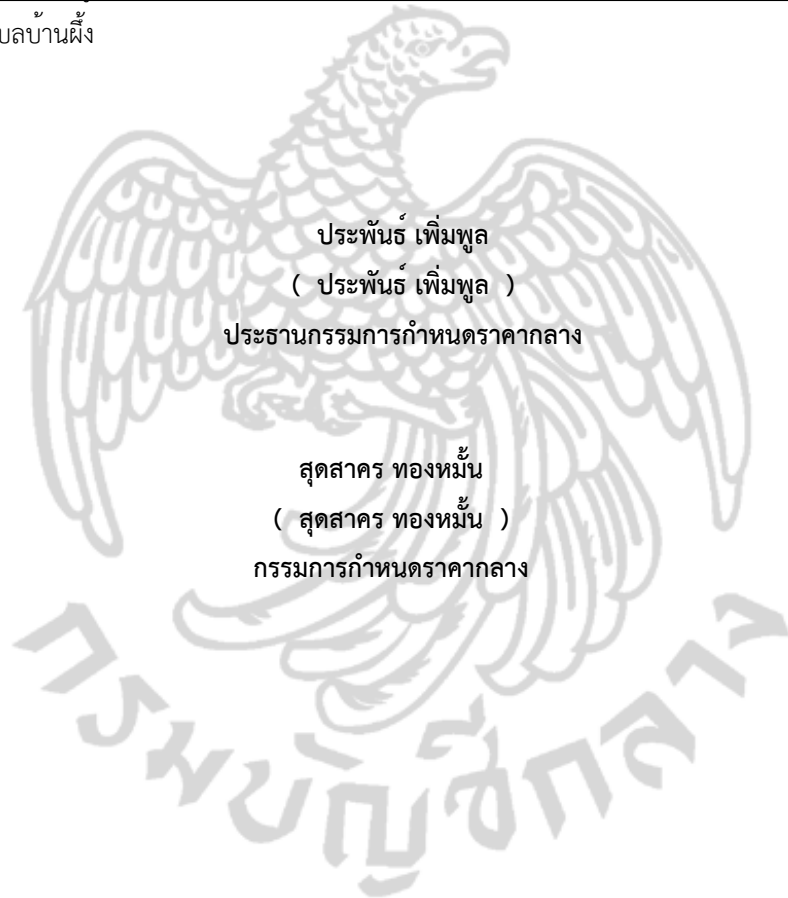 บลบ้านผึ้ง
ประพันธ์ เพิ่มพูล
( ประพันธ์ เพิ่มพูล )
ประธานกรรมการกำหนดราคากลาง
สุดสาคร ทองหมั้น
( สุดสาคร ทองหมั้น )
กรรมการกำหนดราคากลาง
กรมบัญชีกลาง